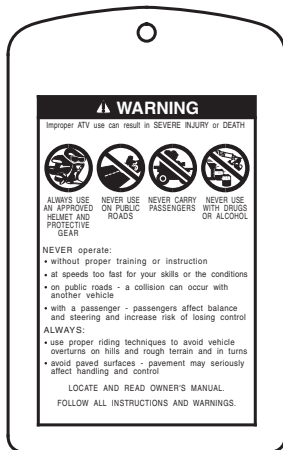 WARNING
Improper ATV use can result in SEVERE INJURY or DEATH
ALWAYS USE
AN APPROVED
HELMET AND
PROTECTIVE
GEAR
NEVER USE
ON PUBLIC
ROADS
NEVER CARRY
PASSENGERS
NEVER USE
WITH DRUGS
OR ALCOHOL
NEVER operate:
• without proper training or instruction
• at speeds too fast for your skills or the conditions
• on public roads - a collision can occur with
another vehicle
• with a passenger - passengers affect balance
and steering and increase risk of losing control
ALWAYS:
• use proper riding techniques to avoid vehicle
overturns on hills and rough terrain and in turns
• avoid paved surfaces - pavement may seriously
affect handling and control
LOCATE AND READ OWNER'S MANUAL.
FOLLOW ALL INSTRUCTIONS AND WARNINGS.